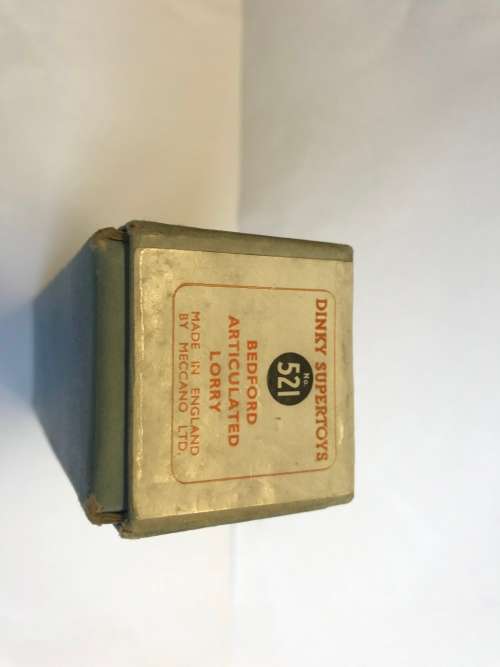 DINKY SUPERTOYS
No.
521
BEDFORD
ARTICULATED
LORRY
MADE IN ENGLAND
BY MECCANO LTD.